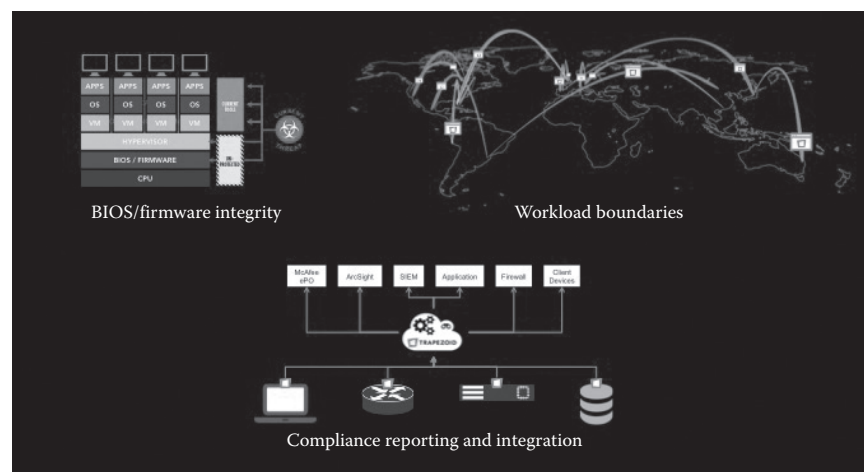 APPS APPS APPS APPS
OS OS OS OS
VM VM VM VM
HYPERVISOR
BIOS / FIRMWARE
CPU
BIOS/firmware integrity
Workload boundaries
McAfee ePO
ArcSight
SIEM
Application
Firewall
Client Devices
TRAPEZOID
Compliance reporting and integration